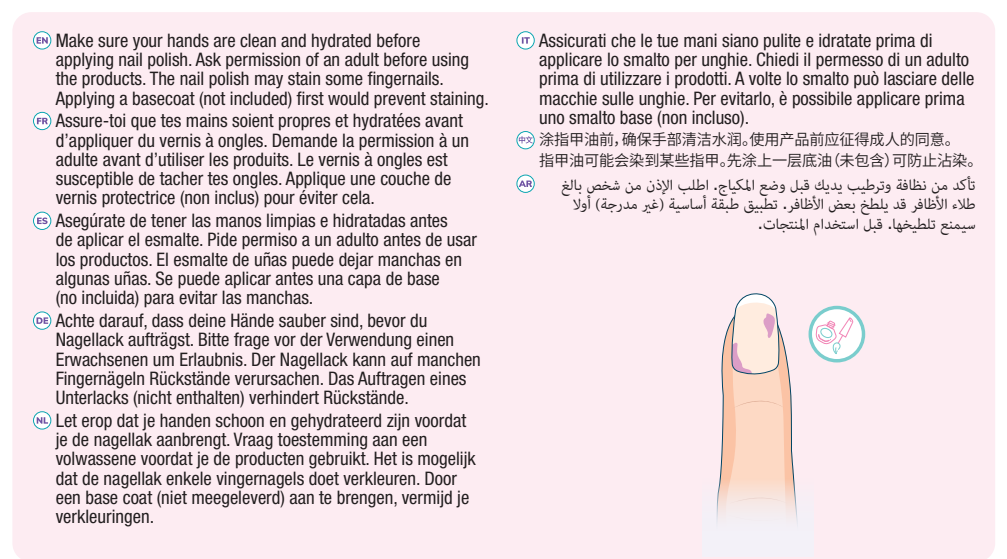 EN Make sure your hands are clean and hydrated before
applying nail polish. Ask permission of an adult before using
the products. The nail polish may stain some fingernails.
Applying a basecoat (not included) first would prevent staining.
FR Assure-toi que tes mains soient propres et hydratées avant
d’appliquer du vernis à ongles. Demande la permission à un
adulte avant d’utiliser les produits. Le vernis à ongles est
susceptible de tacher tes ongles. Applique une couche de
vernis protectrice (non inclus) pour éviter cela.
ES Asegúrate de tener las manos limpias e hidratadas antes
de aplicar el esmalte. Pide permiso a un adulto antes de usar
los productos. El esmalte de uñas puede dejar manchas en
algunas uñas. Se puede aplicar antes una capa de base
(no incluida) para evitar las manchas.
DE Achte darauf, dass deine Hände sauber sind, bevor du
Nagellack aufträgst. Bitte frage vor der Verwendung einen
Erwachsenen um Erlaubnis. Der Nagellack kann auf manchen
Fingernägeln Rückstände verursachen. Das Auftragen eines
Unterlacks (nicht enthalten) verhindert Rückstände.
NL Let erop dat je handen schoon en gehydrateerd zijn voordat
je de nagellak aanbrengt. Vraag toestemming aan een
volwassene voordat je de producten gebruikt. Het is mogelijk
dat de nagellak enkele vingernagels doet verkleuren. Door
een base coat (niet meegeleverd) aan te brengen, vermijd je
verkleuringen.
IT Assicurati che le tue mani siano pulite e idratate prima di
applicare lo smalto per unghie. Chiedi il permesso di un adulto
prima di utilizzare i prodotti. A volte lo smalto può lasciare delle
macchie sulle unghie. Per evitarlo, è possibile applicare prima
uno smalto base (non incluso).
中文 涂指甲油前，确保手部清洁水润。使用产品前应征得成人的同意。
指甲油可能会染到某些指甲。先涂上一层底油（未包含）可防止沾染。
AR تأكد من نظافة وترطيب يديك قبل وضع المكياج. اطلب الإذن من شخص بالغ
طلاء الأظافر قد يلطخ بعض الأظافر. تطبيق طبقة أساسية (غير مدرجة) أولا
سيمنع تلطيخها. قبل استخدام المنتجات.